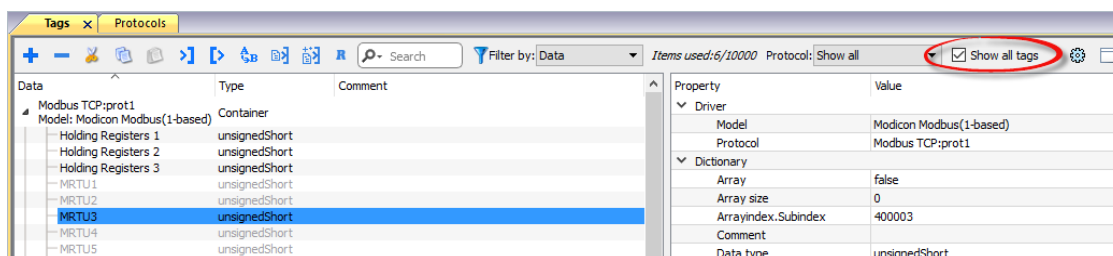 Tags x Protocols
AB R Search Filter by: Data Items used:6/10000 Protocol: Show all Show all tags
Data Type Comment Property Value
Modbus TCP:prot1
Model: Modicon Modbus(1-based) Container
Driver
Model Modicon Modbus(1-based)
Holding Registers 1 unsignedShort Protocol Modbus TCP:prot1
Holding Registers 2 unsignedShort Dictionary
Holding Registers 3 unsignedShort Array false
MRTU1 unsignedShort
MRTU2 unsignedShort Array size 0
MRTU3 unsignedShort Arrayindex.Subindex 400003
MRTU4 unsignedShort Comment
MRTU5 unsignedShort Data type unsignedShort